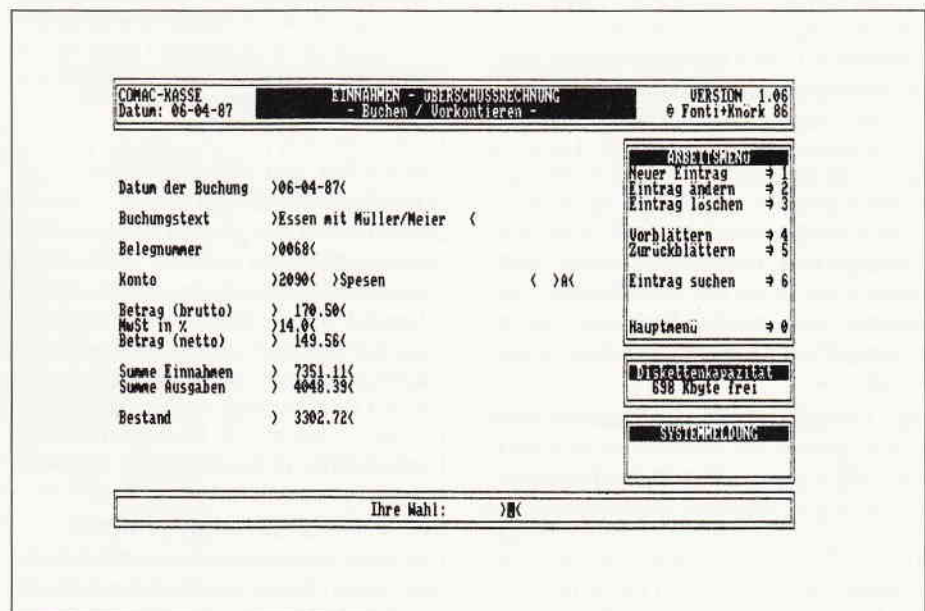 COMAC-KASSE
Datum: 06-04-87
EINNAHMEN - ÜBERSCHUSSRECHNUNG
- Buchen / Vorkontieren -
VERSION 1.06
© Fonti+Knörk 86
Datum der Buchung >06-04-87<
Buchungstext >Essen mit Müller/Meier <
Belegnummer >0068<
Konto >2090< >Spesen < >A<
Betrag (brutto) > 170.50<
MwSt in % >14.0<
Betrag (netto) > 149.56<
Summe Einnahmen > 7351.11<
Summe Ausgaben > 4048.39<
Bestand > 3302.72<
ARBEITSMENÜ
Neuer Eintrag ⇒ 1
Eintrag ändern ⇒ 2
Eintrag löschen ⇒ 3
Vorblättern ⇒ 4
Zurückblättern ⇒ 5
Eintrag suchen ⇒ 6
Hauptmenü ⇒ 0
Diskettenkapazität
698 Kbyte frei
SYSTEMMELDUNG
Ihre Wahl: > <